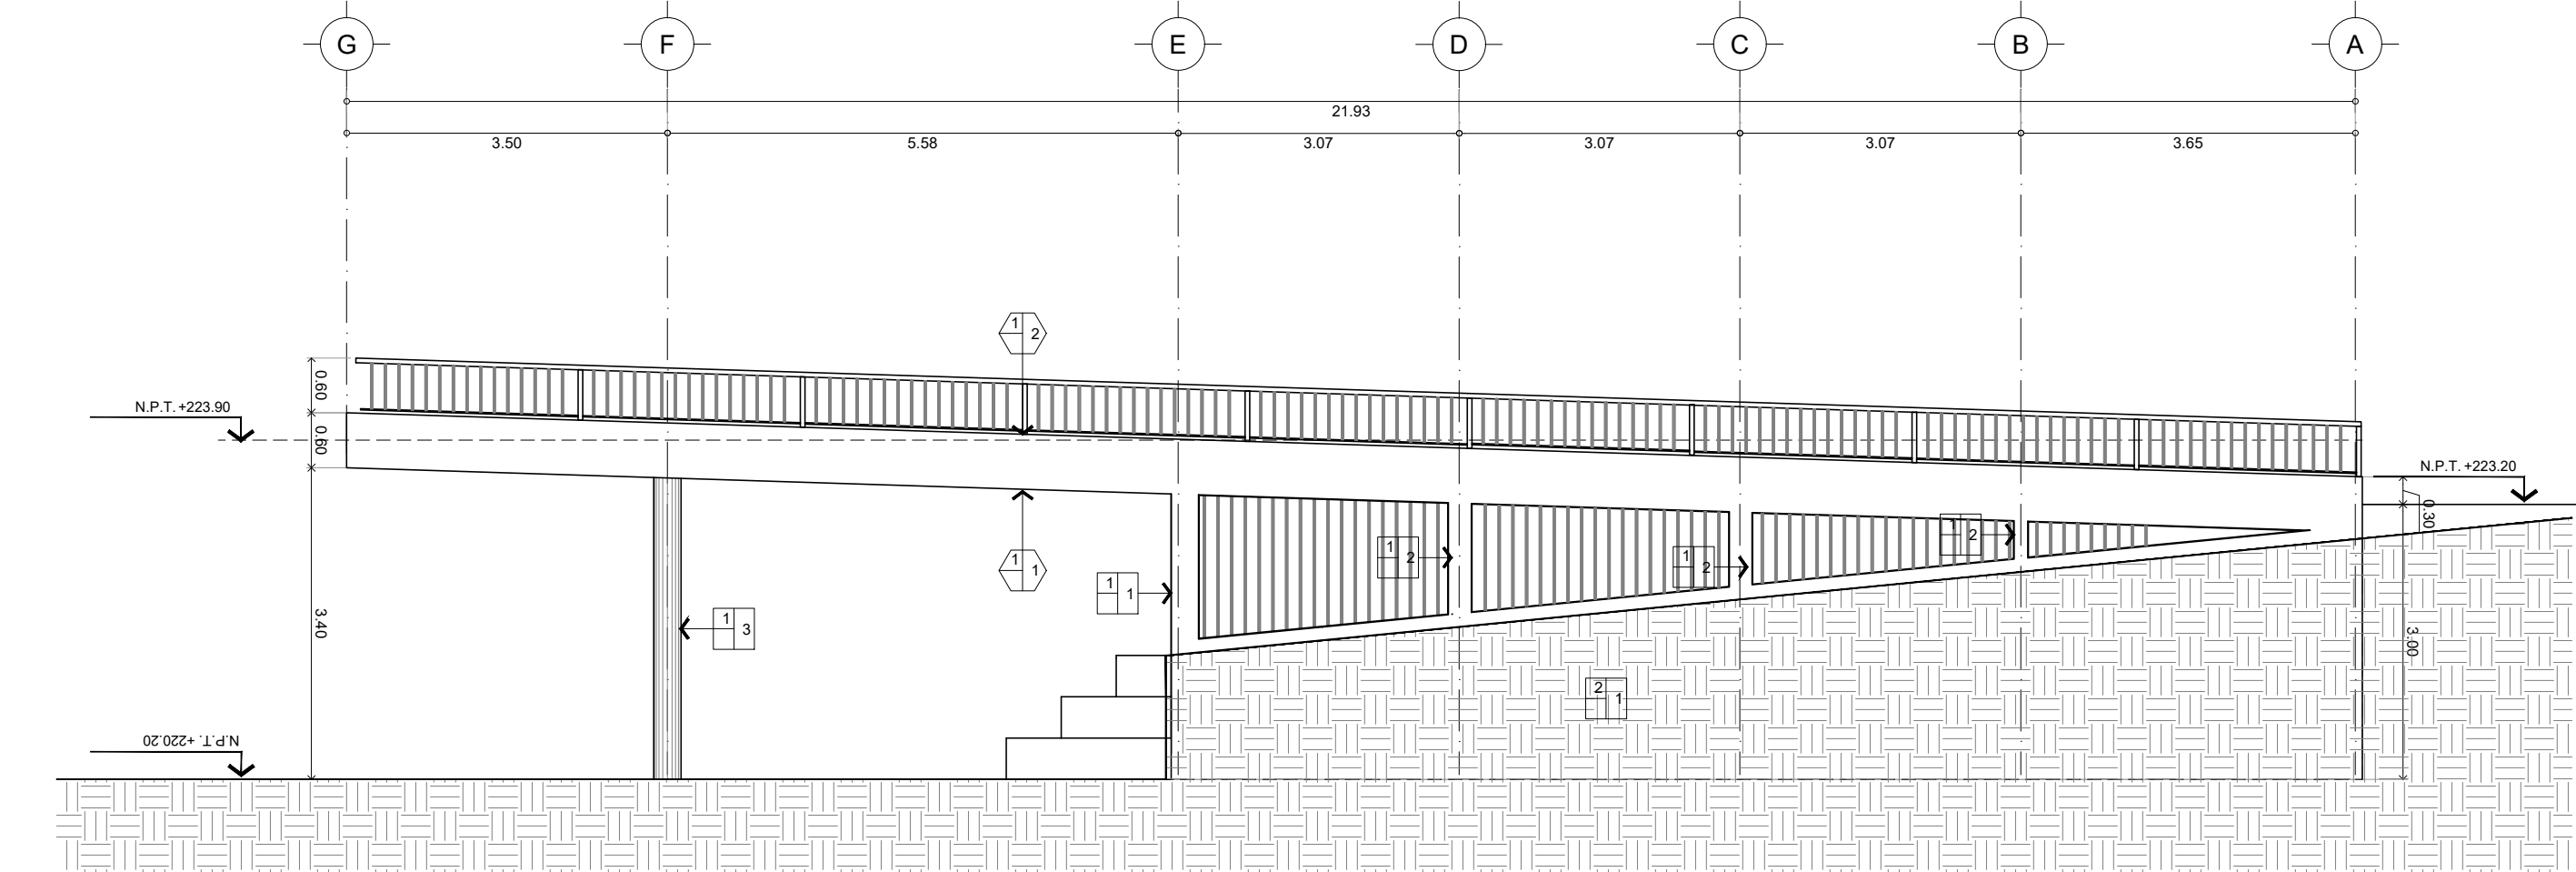 G F E D C B A
21.93
3.50 5.58 3.07 3.07 3.07 3.65
1 2
0.60
N.P.T. +223.90
0.60
N.P.T. +223.20
0.30
1 2
1 2
1 2
1 1
1 1
1 3
3.40
3.00
2 1
N.P.T. +220.20